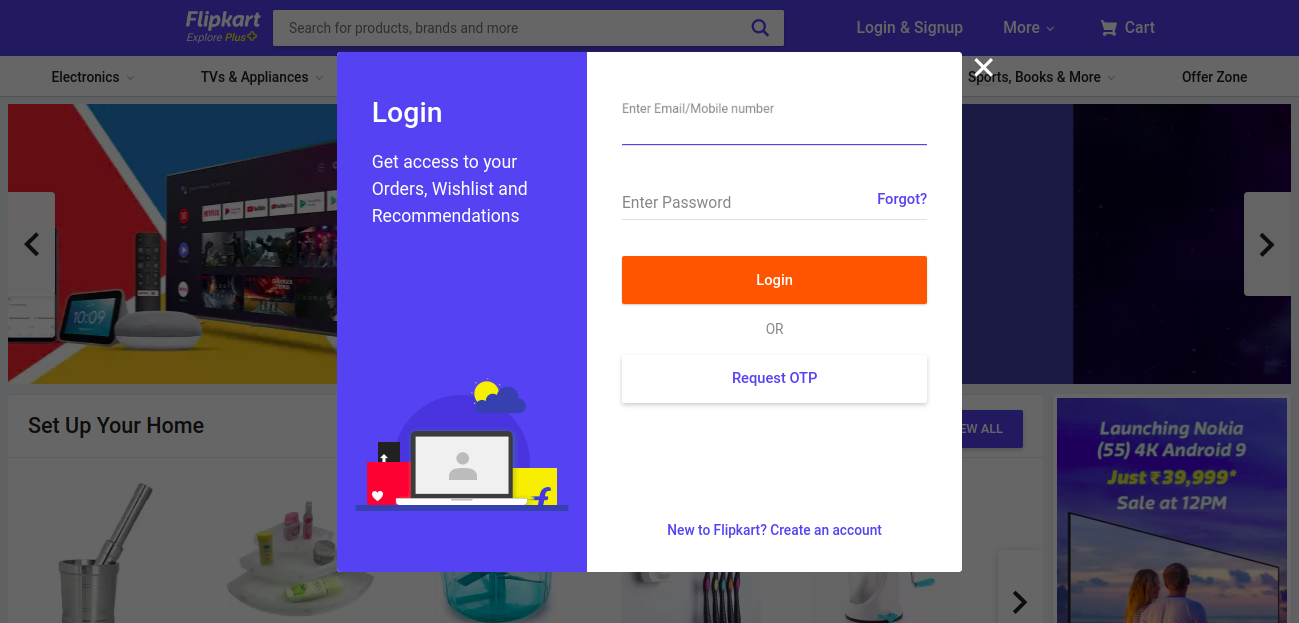 Flipkart
Explore Plus
Search for products, brands and more
Login & Signup
More
Cart
Electronics
TVs & Appliances
Sports, Books & More
Offer Zone
Login
Get access to your
Orders, Wishlist and
Recommendations
Enter Email/Mobile number
Enter Password
Forgot?
Login
OR
Request OTP
New to Flipkart? Create an account
10:09
Set Up Your Home
EW ALL
Launching Nokia
(55) 4K Android 9
Just ₹39,999*
Sale at 12PM